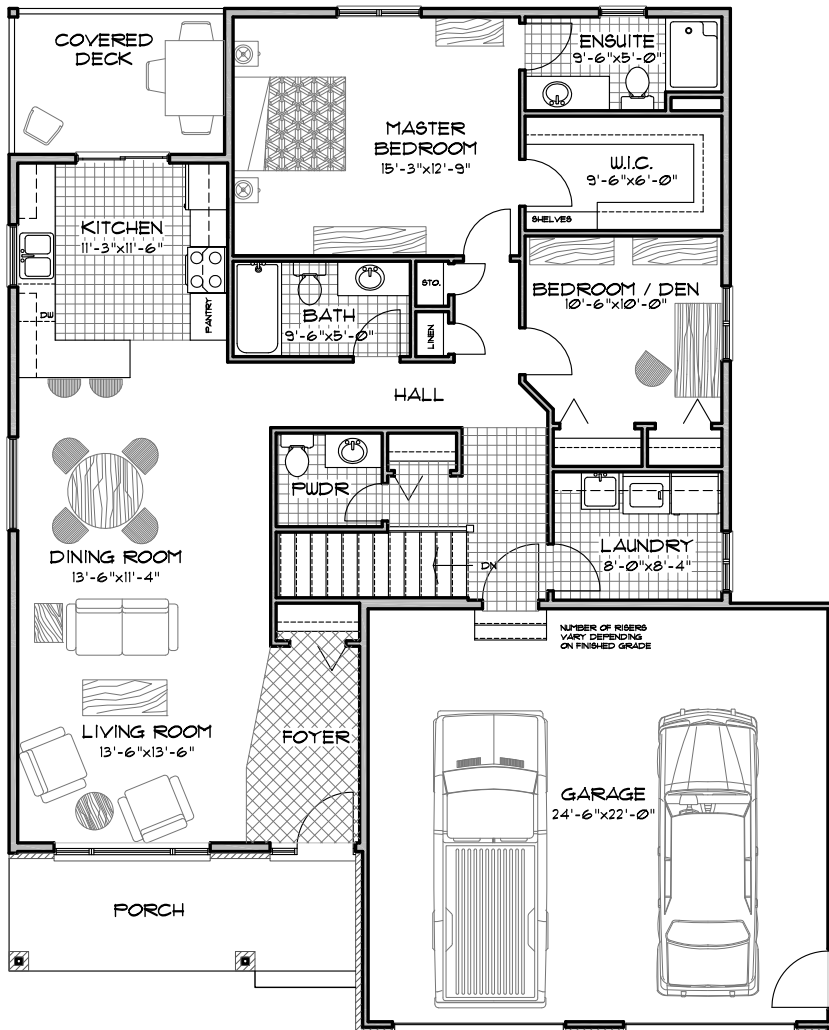 COVERED
DECK
ENSUITE
9'-6"x5'-0"
MASTER
BEDROOM
15'-3"x12'-9"
W.I.C.
9'-6"x6'-0"
SHELVES
KITCHEN
11'-3"x11'-6"
PANTRY
STO.
BEDROOM / DEN
10'-6"x10'-0"
BATH
9'-6"x5'-0"
LINEN
HALL
PWDR
DINING ROOM
13'-6"x11'-4"
DN
LAUNDRY
8'-0"x8'-4"
NUMBER OF RISERS
VARY DEPENDING
ON FINISHED GRADE
LIVING ROOM
13'-6"x13'-6"
FOYER
GARAGE
24'-6"x22'-0"
PORCH